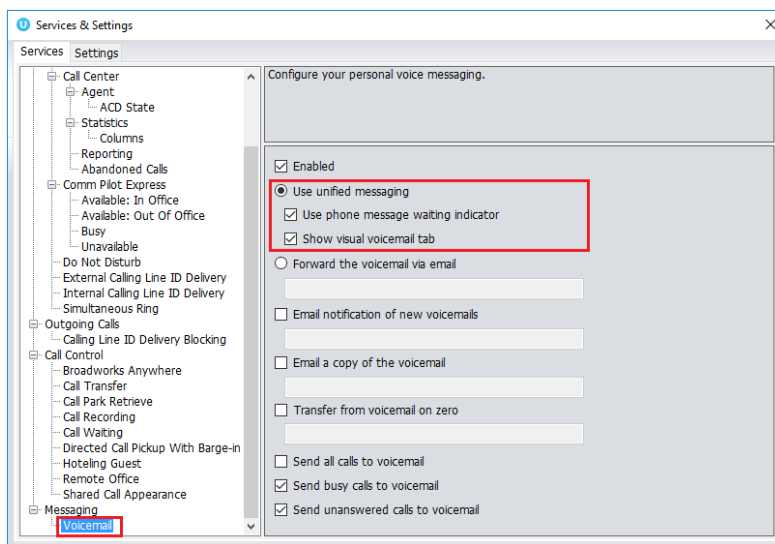 Services & Settings
Services Settings
Call Center
Agent
ACD State
Statistics
Columns
Reporting
Abandoned Calls
Comm Pilot Express
Available: In Office
Available: Out Of Office
Busy
Unavailable
Do Not Disturb
External Calling Line ID Delivery
Internal Calling Line ID Delivery
Simultaneous Ring
Outgoing Calls
Calling Line ID Delivery Blocking
Call Control
Broadworks Anywhere
Call Transfer
Call Park Retrieve
Call Recording
Call Waiting
Directed Call Pickup With Barge-in
Hoteling Guest
Remote Office
Shared Call Appearance
Messaging
Voicemail
Configure your personal voice messaging.
Enabled
Use unified messaging
Use phone message waiting indicator
Show visual voicemail tab
Forward the voicemail via email
Email notification of new voicemails
Email a copy of the voicemail
Transfer from voicemail on zero
Send all calls to voicemail
Send busy calls to voicemail
Send unanswered calls to voicemail